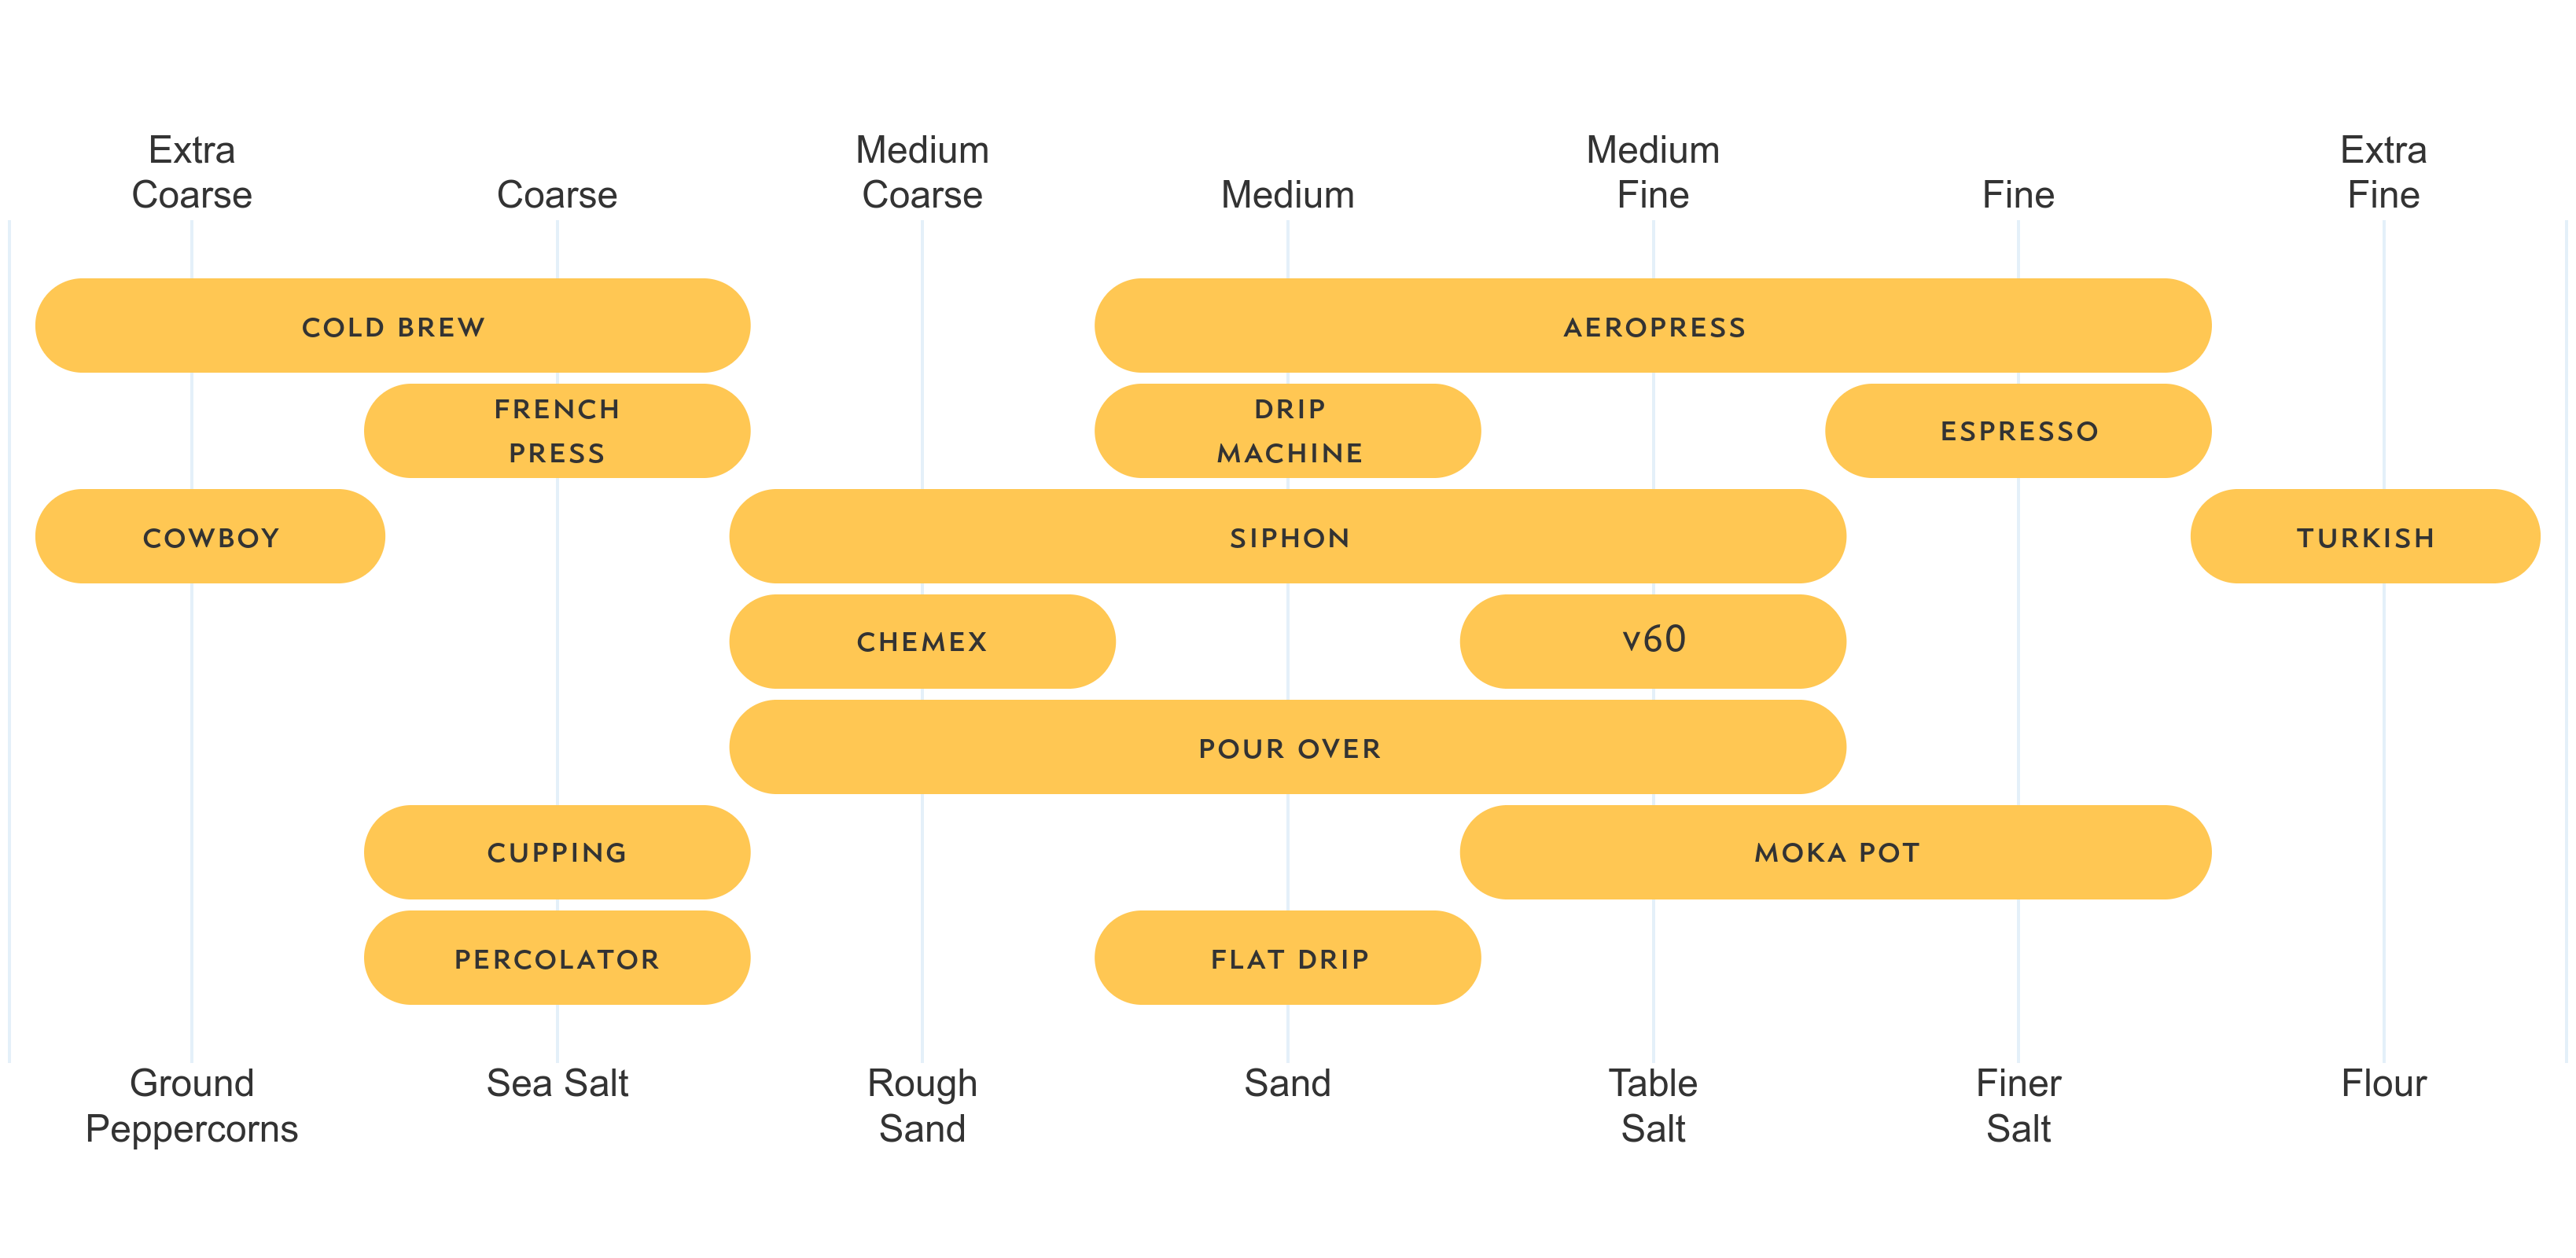 Extra
Coarse
Coarse
Medium
Coarse
Medium
Medium
Fine
Fine
Extra
Fine
COLD BREW
AEROPRESS
FRENCH
PRESS
DRIP
MACHINE
ESPRESSO
COWBOY
SIPHON
TURKISH
CHEMEX
v60
POUR OVER
CUPPING
MOKA POT
PERCOLATOR
FLAT DRIP
Ground
Peppercorns
Sea Salt
Rough
Sand
Sand
Table
Salt
Finer
Salt
Flour